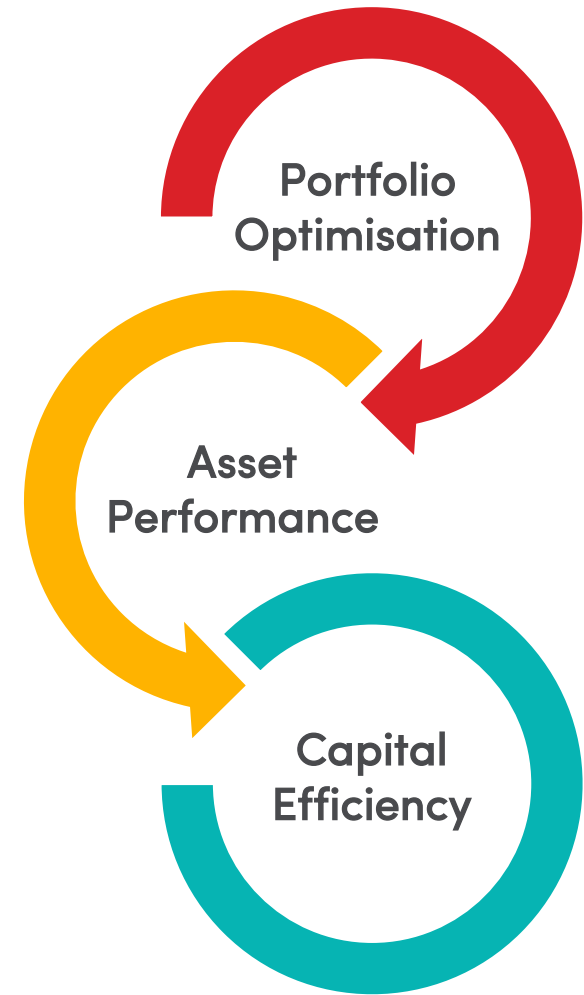 Portfolio
Optimisation
Asset
Performance
Capital
Efficiency